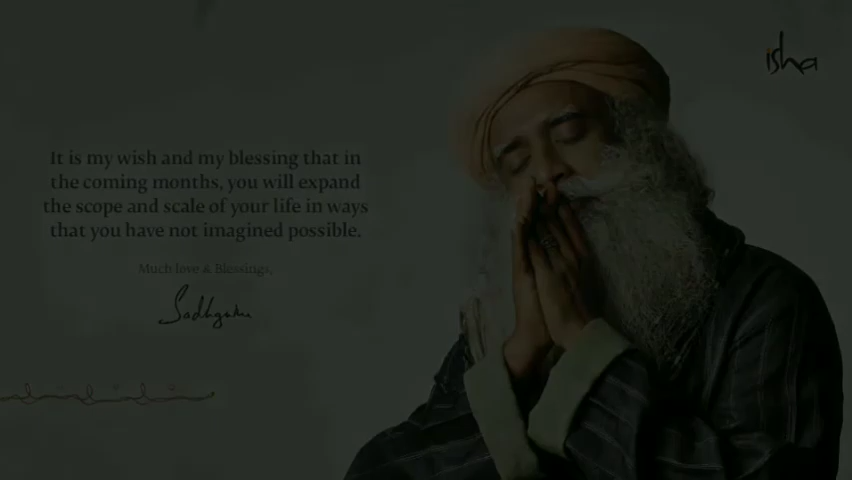 isha
It is my wish and my blessing that in
the coming months, you will expand
the scope and scale of your life in ways
that you have not imagined possible.
Much love & Blessings,
Sadhguru